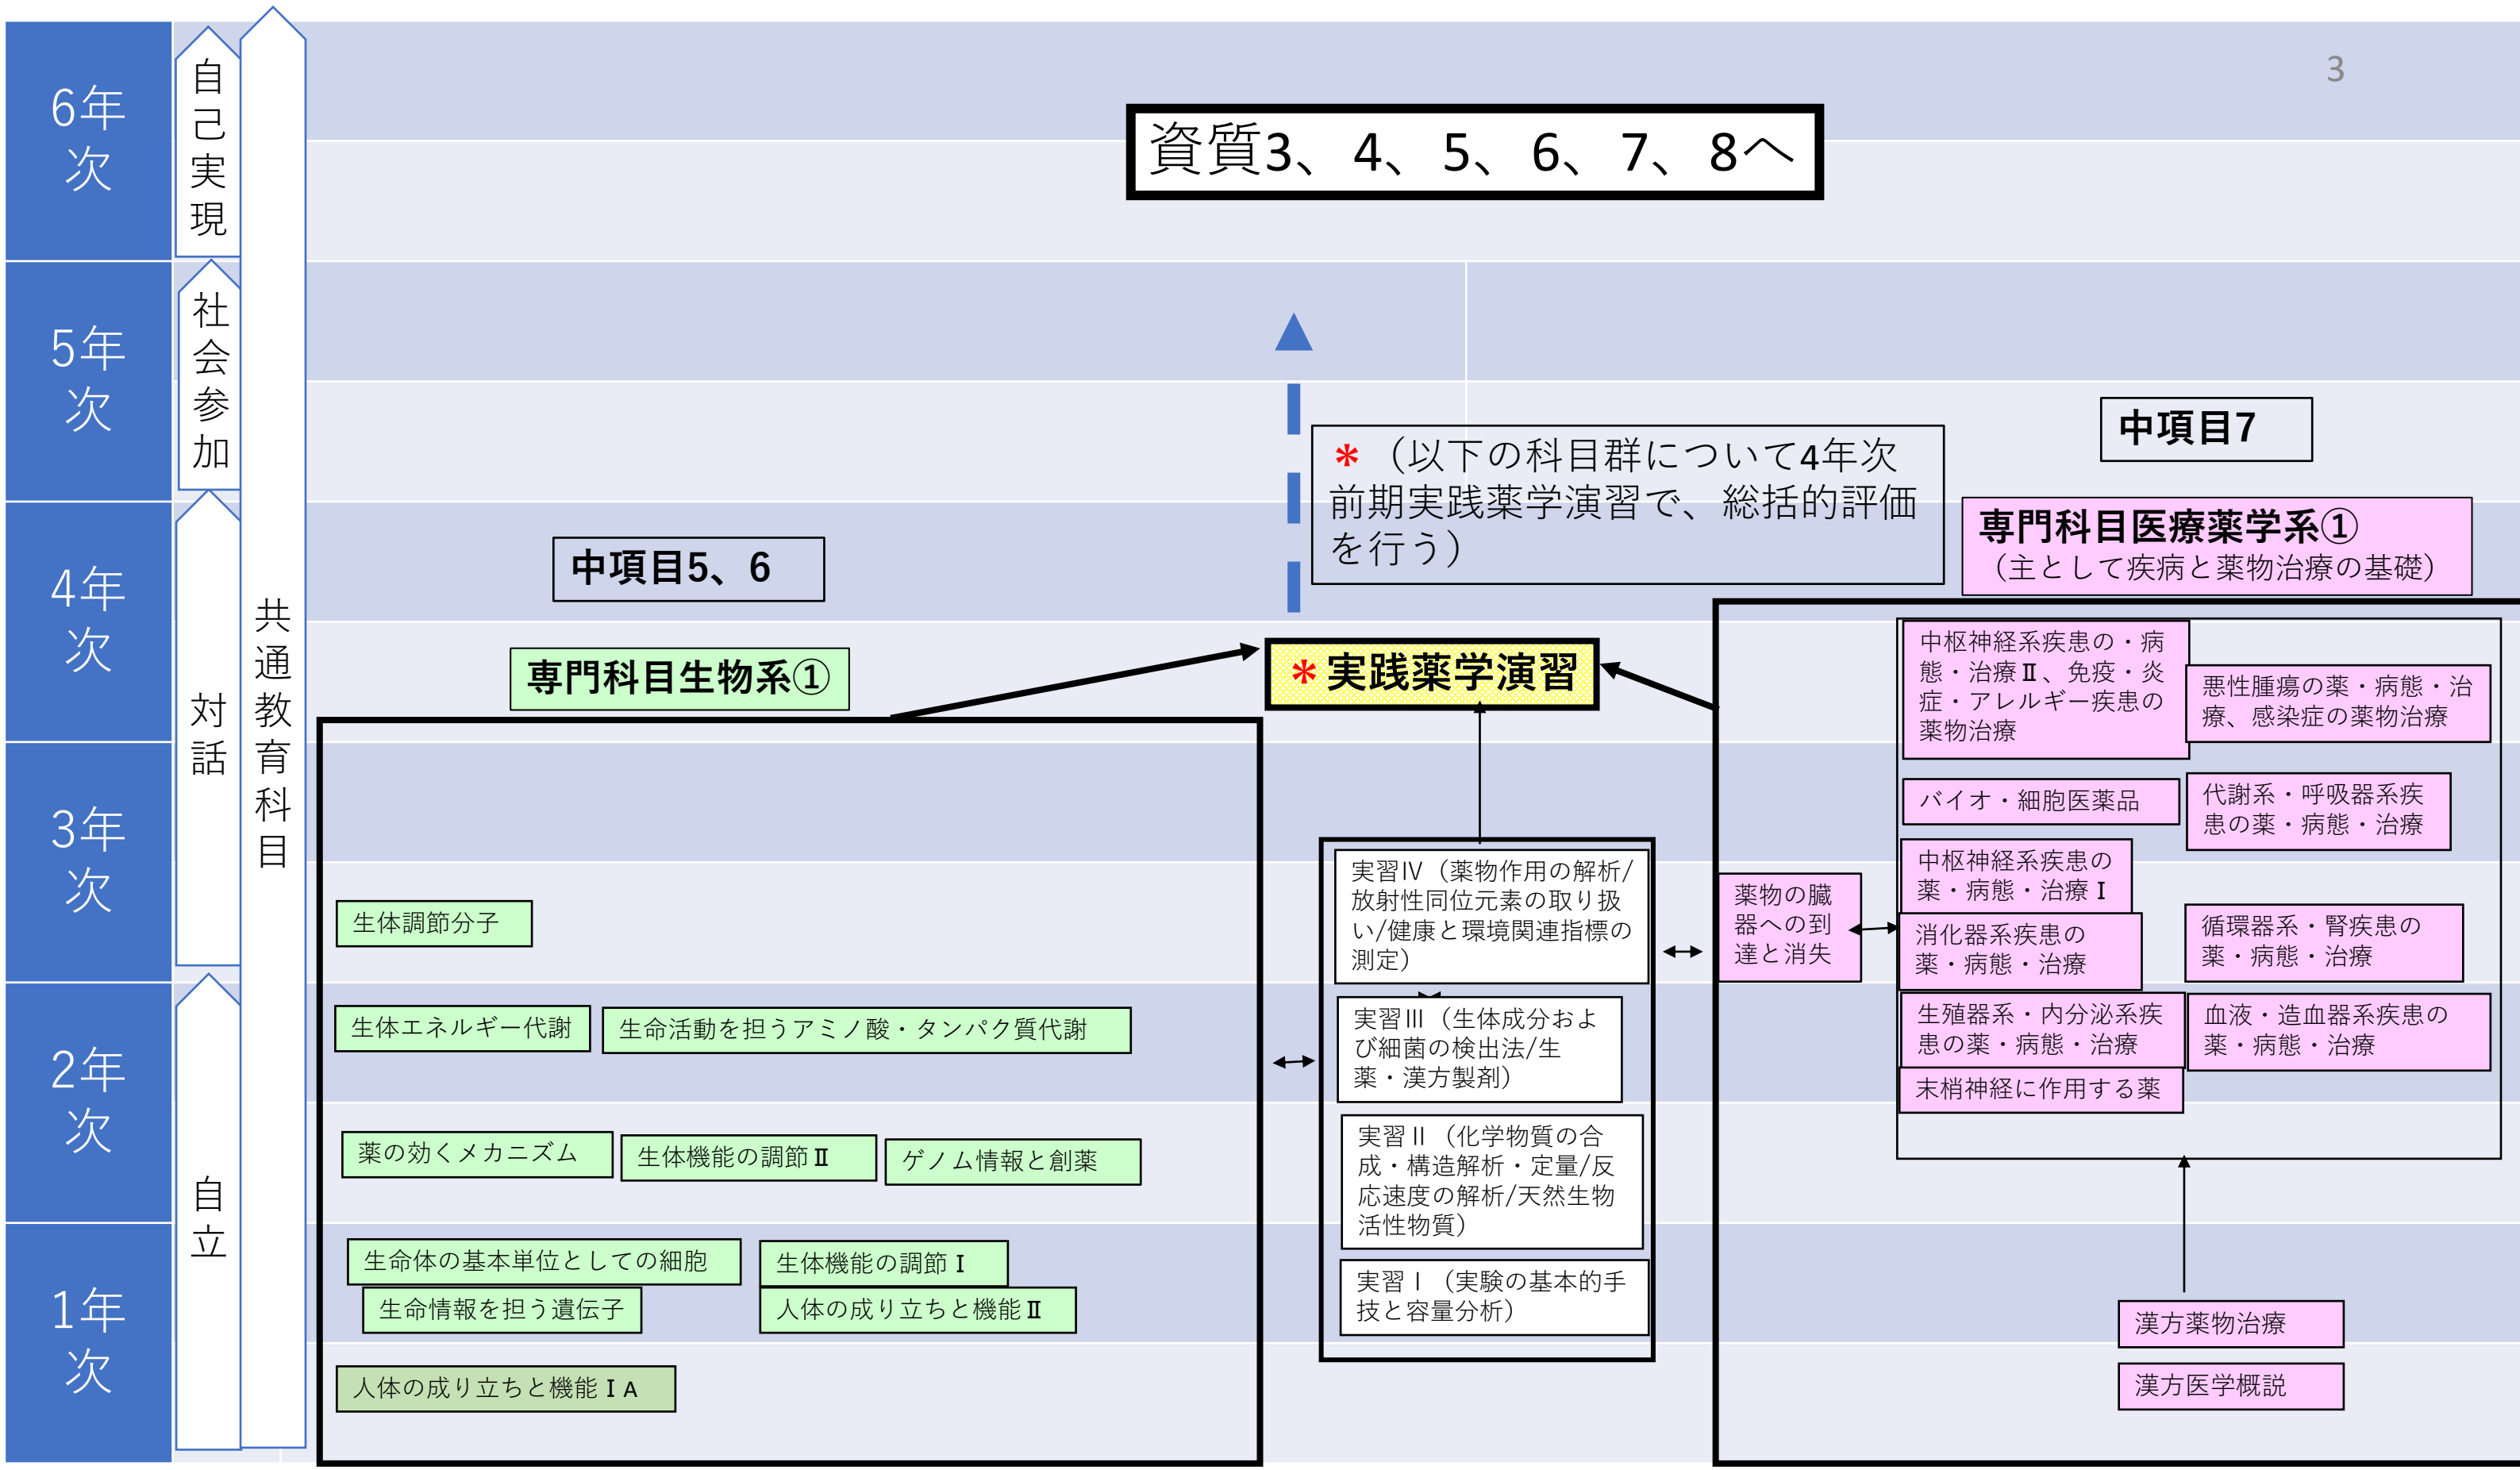 3
6年
次
5年
次
4年
次
3年
次
2年
次
1年
次
自己実現
社会参加
対話
自立
共通教育科目
資質3、4、5、6、7、8へ
中項目7
*（以下の科目群について4年次
前期実践薬学演習で、総括的評価
を行う）
専門科目医療薬学系①
（主として疾病と薬物治療の基礎）
中項目5、6
専門科目生物系①
*実践薬学演習
生体調節分子
生体エネルギー代謝
生命活動を担うアミノ酸・タンパク質代謝
薬の効くメカニズム
生体機能の調節Ⅱ
ゲノム情報と創薬
生命体の基本単位としての細胞
生体機能の調節Ⅰ
生命情報を担う遺伝子
人体の成り立ちと機能Ⅱ
人体の成り立ちと機能ⅠA
実習Ⅳ（薬物作用の解析/
放射性同位元素の取り扱
い/健康と環境関連指標の
測定）
実習Ⅲ（生体成分およ
び細菌の検出法/生
薬・漢方製剤）
実習Ⅱ（化学物質の合
成・構造解析・定量/反
応速度の解析/天然生物
活性物質）
実習Ⅰ（実験の基本的手
技と容量分析）
中枢神経系疾患の・病
態・治療Ⅱ、免疫・炎
症・アレルギー疾患の
薬物治療
悪性腫瘍の薬・病態・治
療、感染症の薬物治療
バイオ・細胞医薬品
代謝系・呼吸器系疾
患の薬・病態・治療
中枢神経系疾患の
薬・病態・治療Ⅰ
薬物の臓
器への到
達と消失
消化器系疾患の
薬・病態・治療
循環器系・腎疾患の
薬・病態・治療
生殖器系・内分泌系疾
患の薬・病態・治療
血液・造血器系疾患の
薬・病態・治療
末梢神経に作用する薬
漢方薬物治療
漢方医学概説